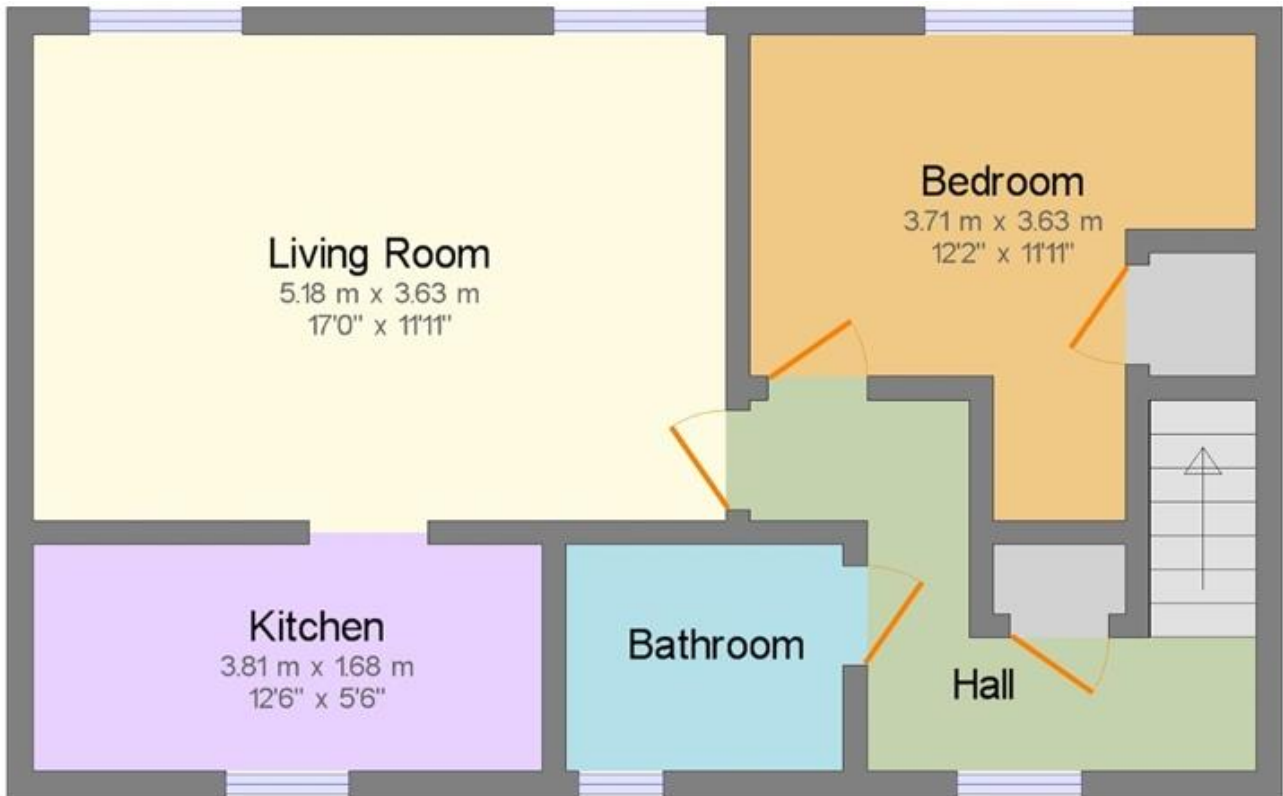 Living Room
5.18 m x 3.63 m
17'0" x 11'11"
Bedroom
3.71 m x 3.63 m
12'2" x 11'11"
Kitchen
3.81 m x 1.68 m
12'6" x 5'6"
Bathroom
Hall